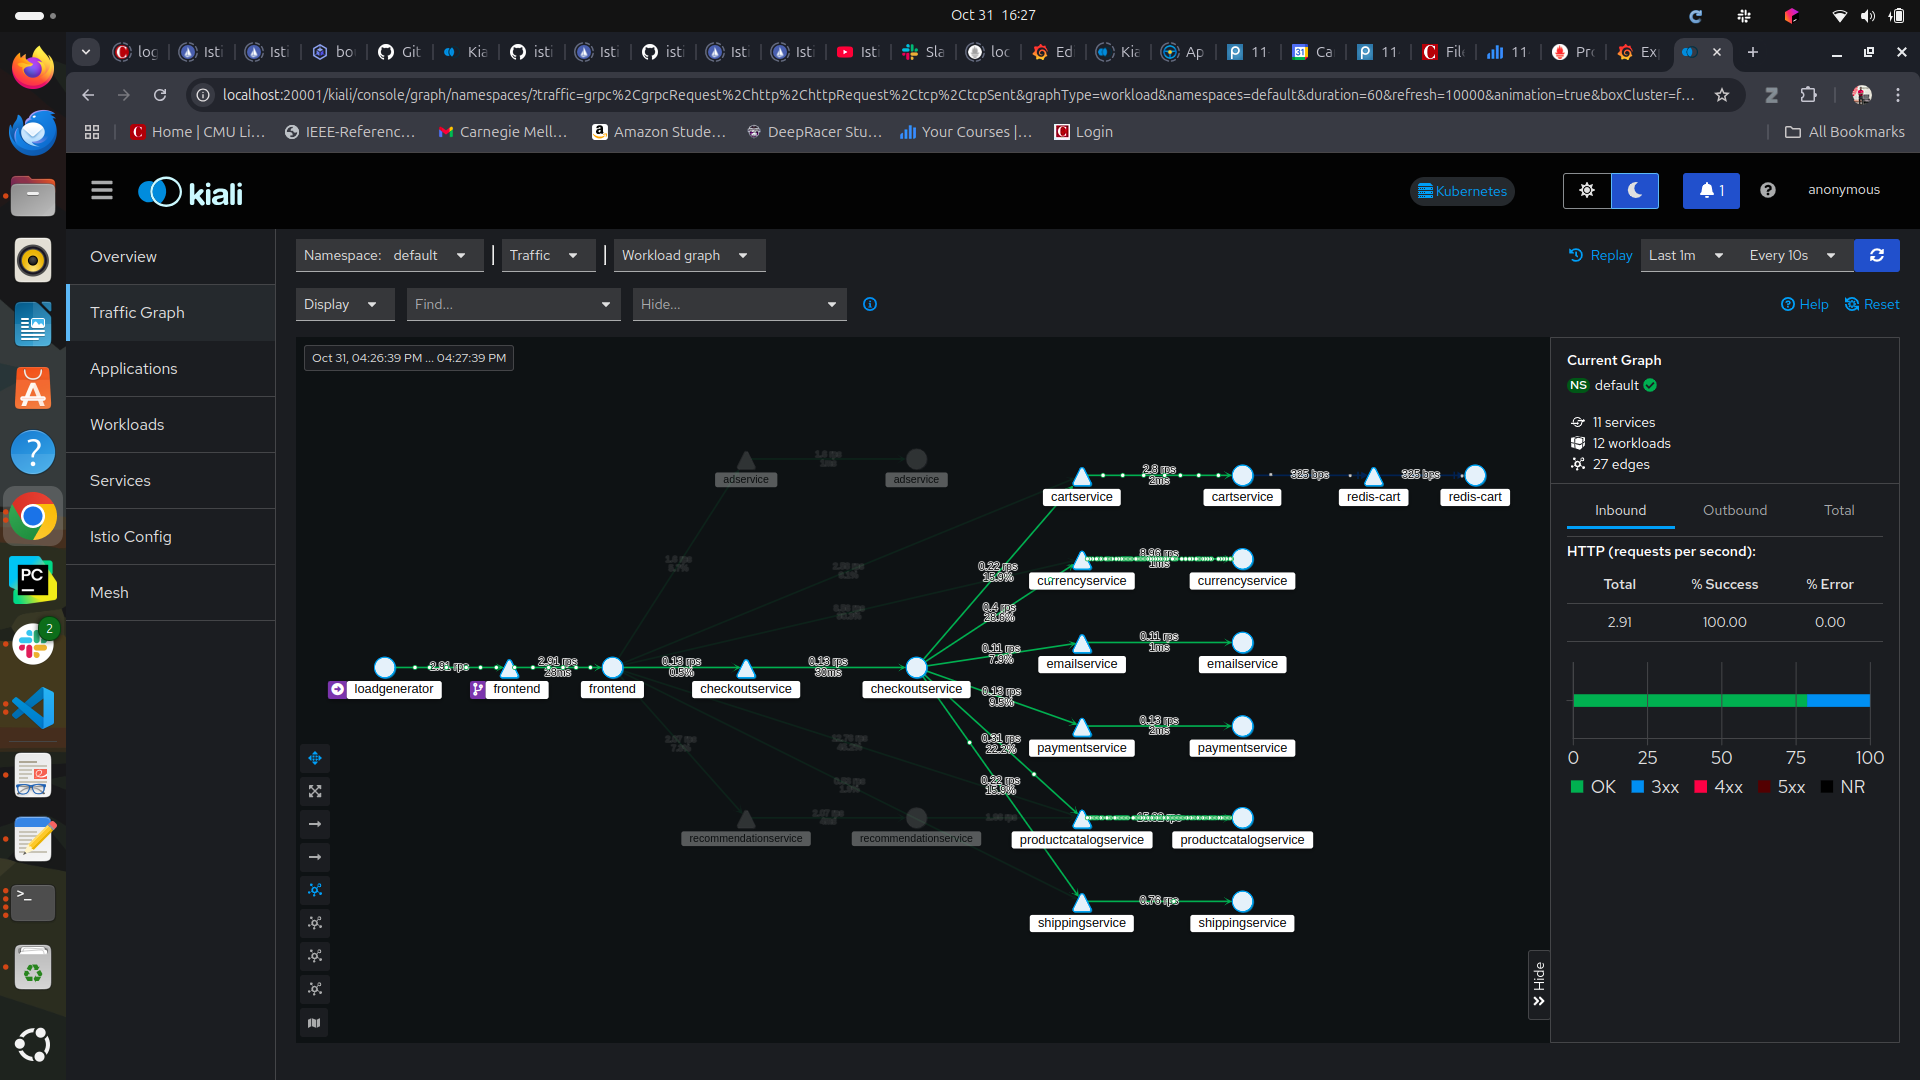 Oct 31 16:27
log
Isti
Isti
bo
Git
Kia
isti
Isti
isti
Isti
Isti
Isti
Sla
loc
Edi
Kia
Ap
11
Ca
11
File
11
Pro
Exp
localhost:20001/kiali/console/graph/namespaces/?traffic=grpc%2CgrpcRequest%2Chttp%2ChttpRequest%2Ctcp%2CtcpSent&graphType=workload&namespaces=default&duration=60&refresh=10000&animation=true&boxCluster=f...
Home | CMU Li...
IEEE-Referenc...
Carnegie Mell...
Amazon Stude...
DeepRacer Stu...
Your Courses |...
Login
All Bookmarks
kiali
Kubernetes
1
anonymous
Overview
Traffic Graph
Applications
Workloads
Services
Istio Config
Mesh
Namespace: default
Traffic
Workload graph
Replay
Last 1m
Every 10s
Display
Find...
Hide...
Help
Reset
Oct 31, 04:26:39 PM ... 04:27:39 PM
adservice
adservice
2.8 rps
2ms
325 bps
325 bps
cartservice
cartservice
redis-cart
redis-cart
8.96 rps
1ms
0.22 rps
15.9%
currencyservice
currencyservice
0.4 rps
28.6%
0.11 rps
7.9%
0.11 rps
1ms
emailservice
emailservice
2.91 rps
2.91 rps
0.13 rps
0.13 rps
loadgenerator
frontend
frontend
checkoutservice
checkoutservice
0.13 rps
9.5%
0.13 rps
2ms
paymentservice
paymentservice
0.31 rps
22.2%
0.22 rps
15.9%
recommendationservice
recommendationservice
productcatalogservice
productcatalogservice
0.76 rps
shippingservice
shippingservice
Hide
Current Graph
NS default
11 services
12 workloads
27 edges
Inbound
Outbound
Total
HTTP (requests per second):
Total
% Success
% Error
2.91
100.00
0.00
0
25
50
75
100
OK
3xx
4xx
5xx
NR
PC
2